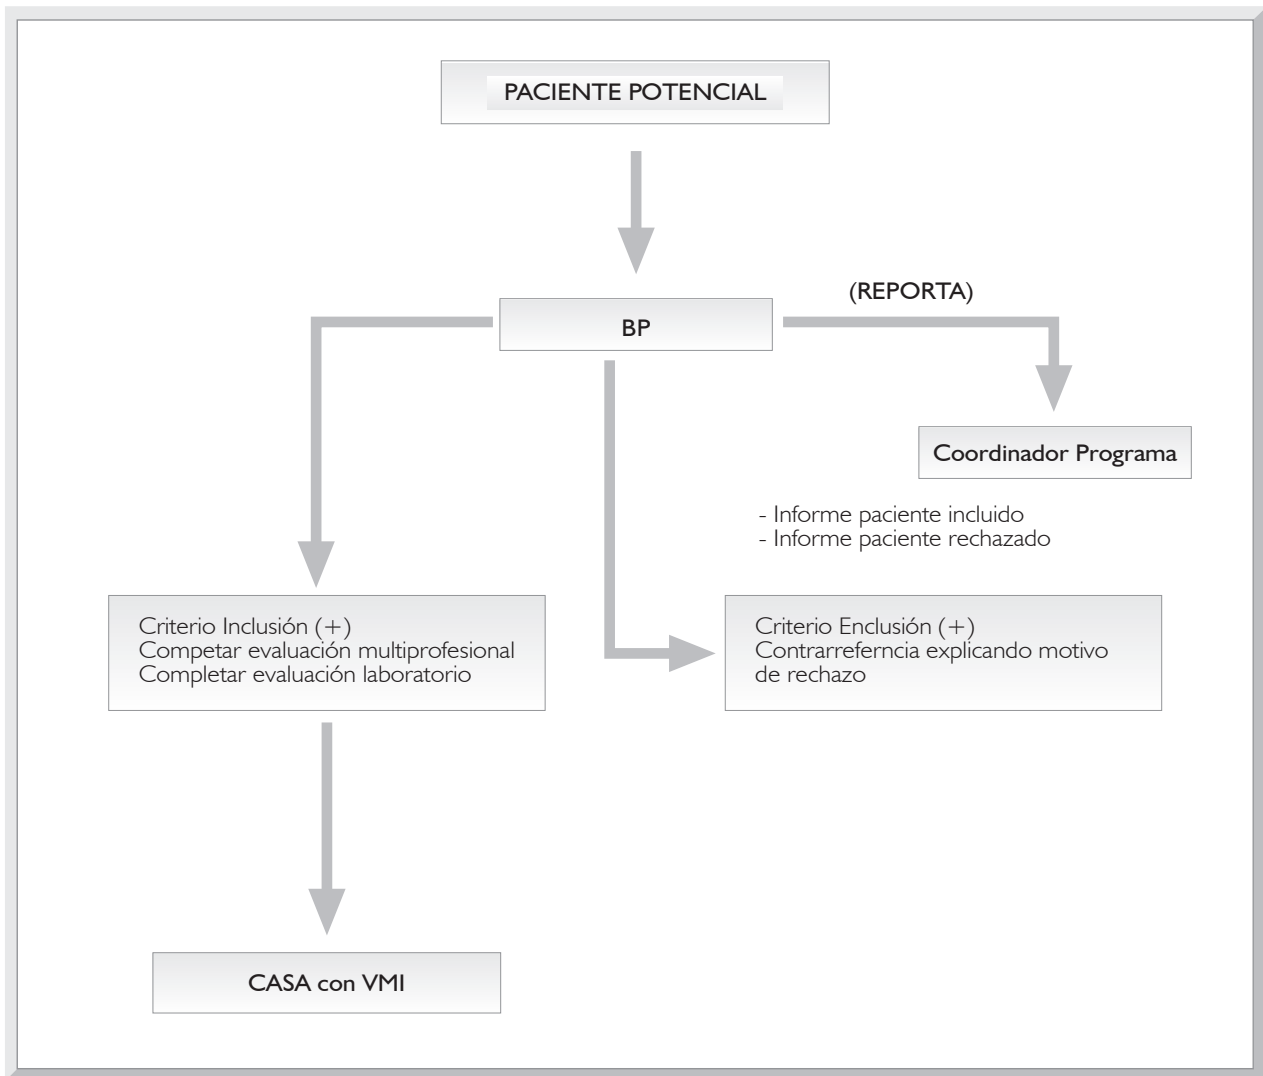 PACIENTE POTENCIAL
(REPORTA)
BP
Coordinador Programa
- Informe paciente incluido
- Informe paciente rechazado
Criterio Inclusión (+)
Competar evaluación multiprofesional
Completar evaluación laboratorio
Criterio Enclusión (+)
Contrarreferncia explicando motivo
de rechazo
CASA con VMI